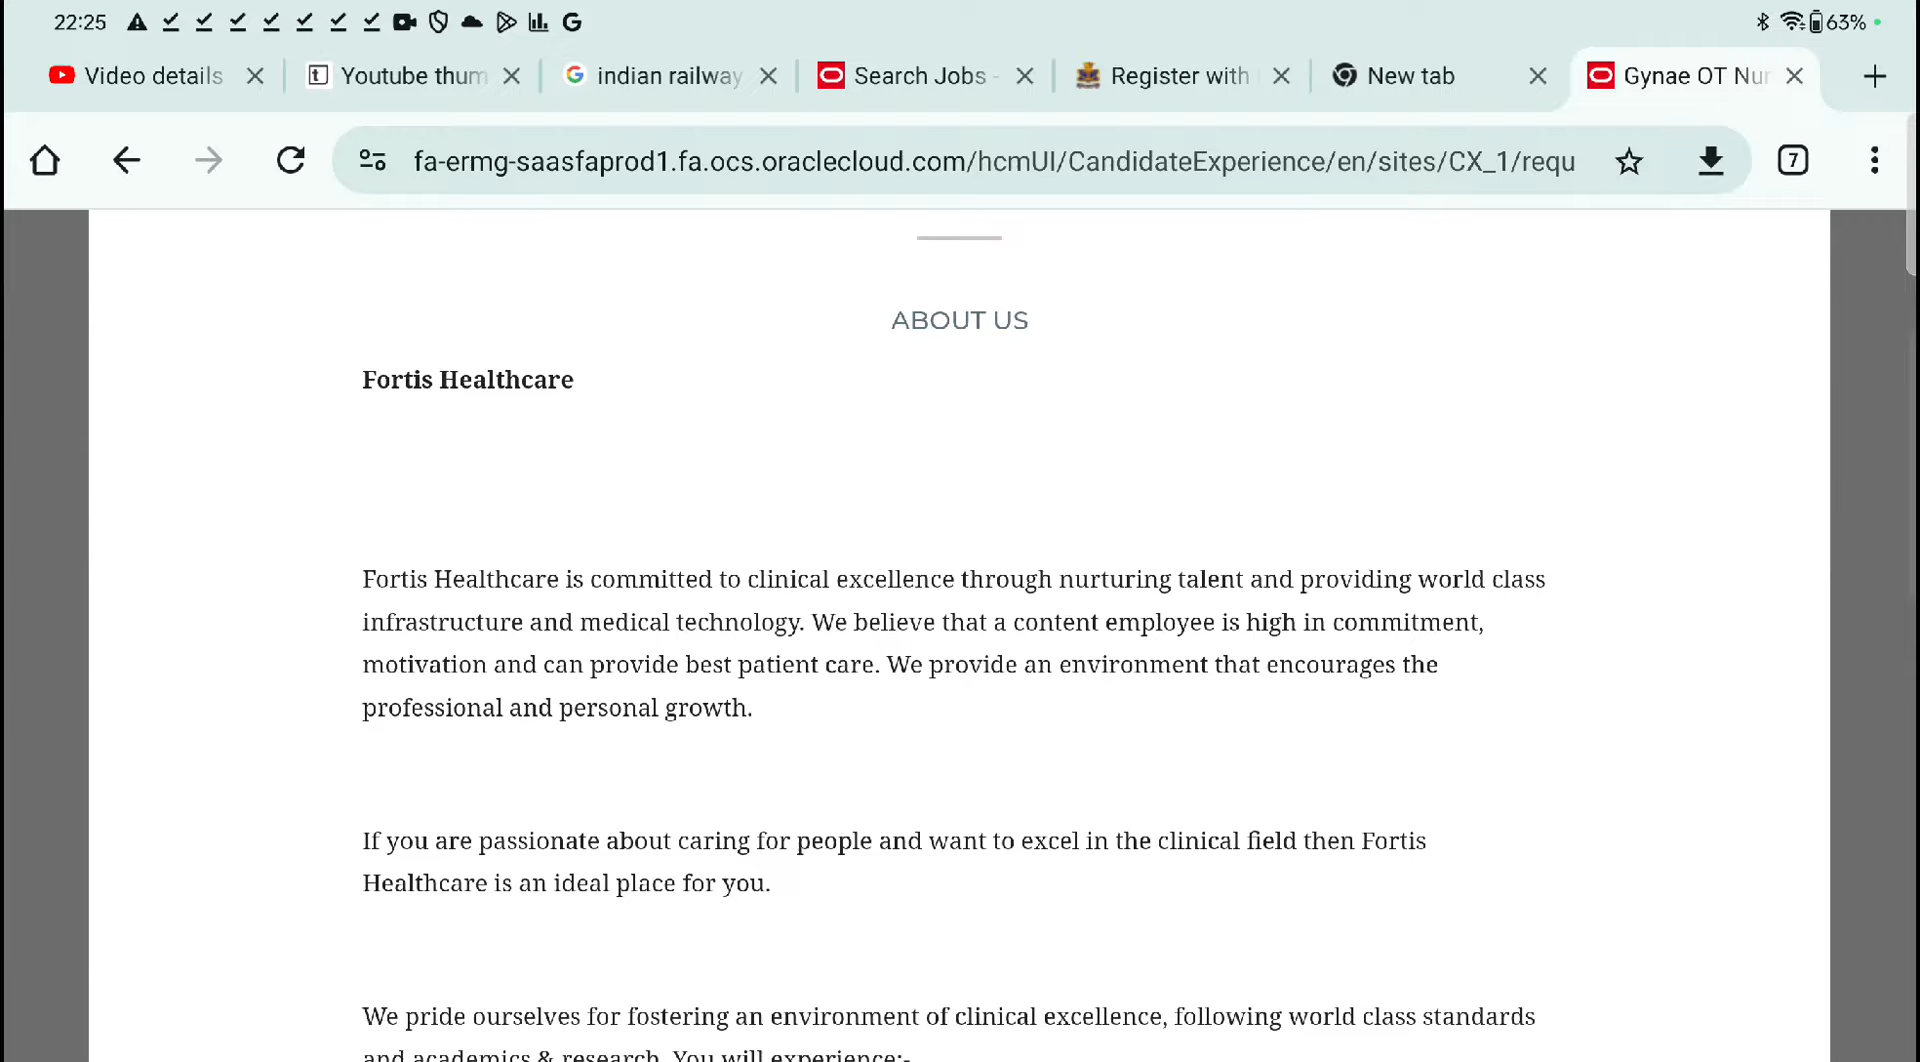 22:25 63%
Video details Youtube thum indian railway Search Jobs - Register with New tab Gynae OT Nur
fa-ermg-saasfaprod1.fa.ocs.oraclecloud.com/hcmUI/CandidateExperience/en/sites/CX_1/requ 7
ABOUT US
Fortis Healthcare
Fortis Healthcare is committed to clinical excellence through nurturing talent and providing world class
infrastructure and medical technology. We believe that a content employee is high in commitment,
motivation and can provide best patient care. We provide an environment that encourages the
professional and personal growth.
If you are passionate about caring for people and want to excel in the clinical field then Fortis
Healthcare is an ideal place for you.
We pride ourselves for fostering an environment of clinical excellence, following world class standards
and academics & research. You will experience:-